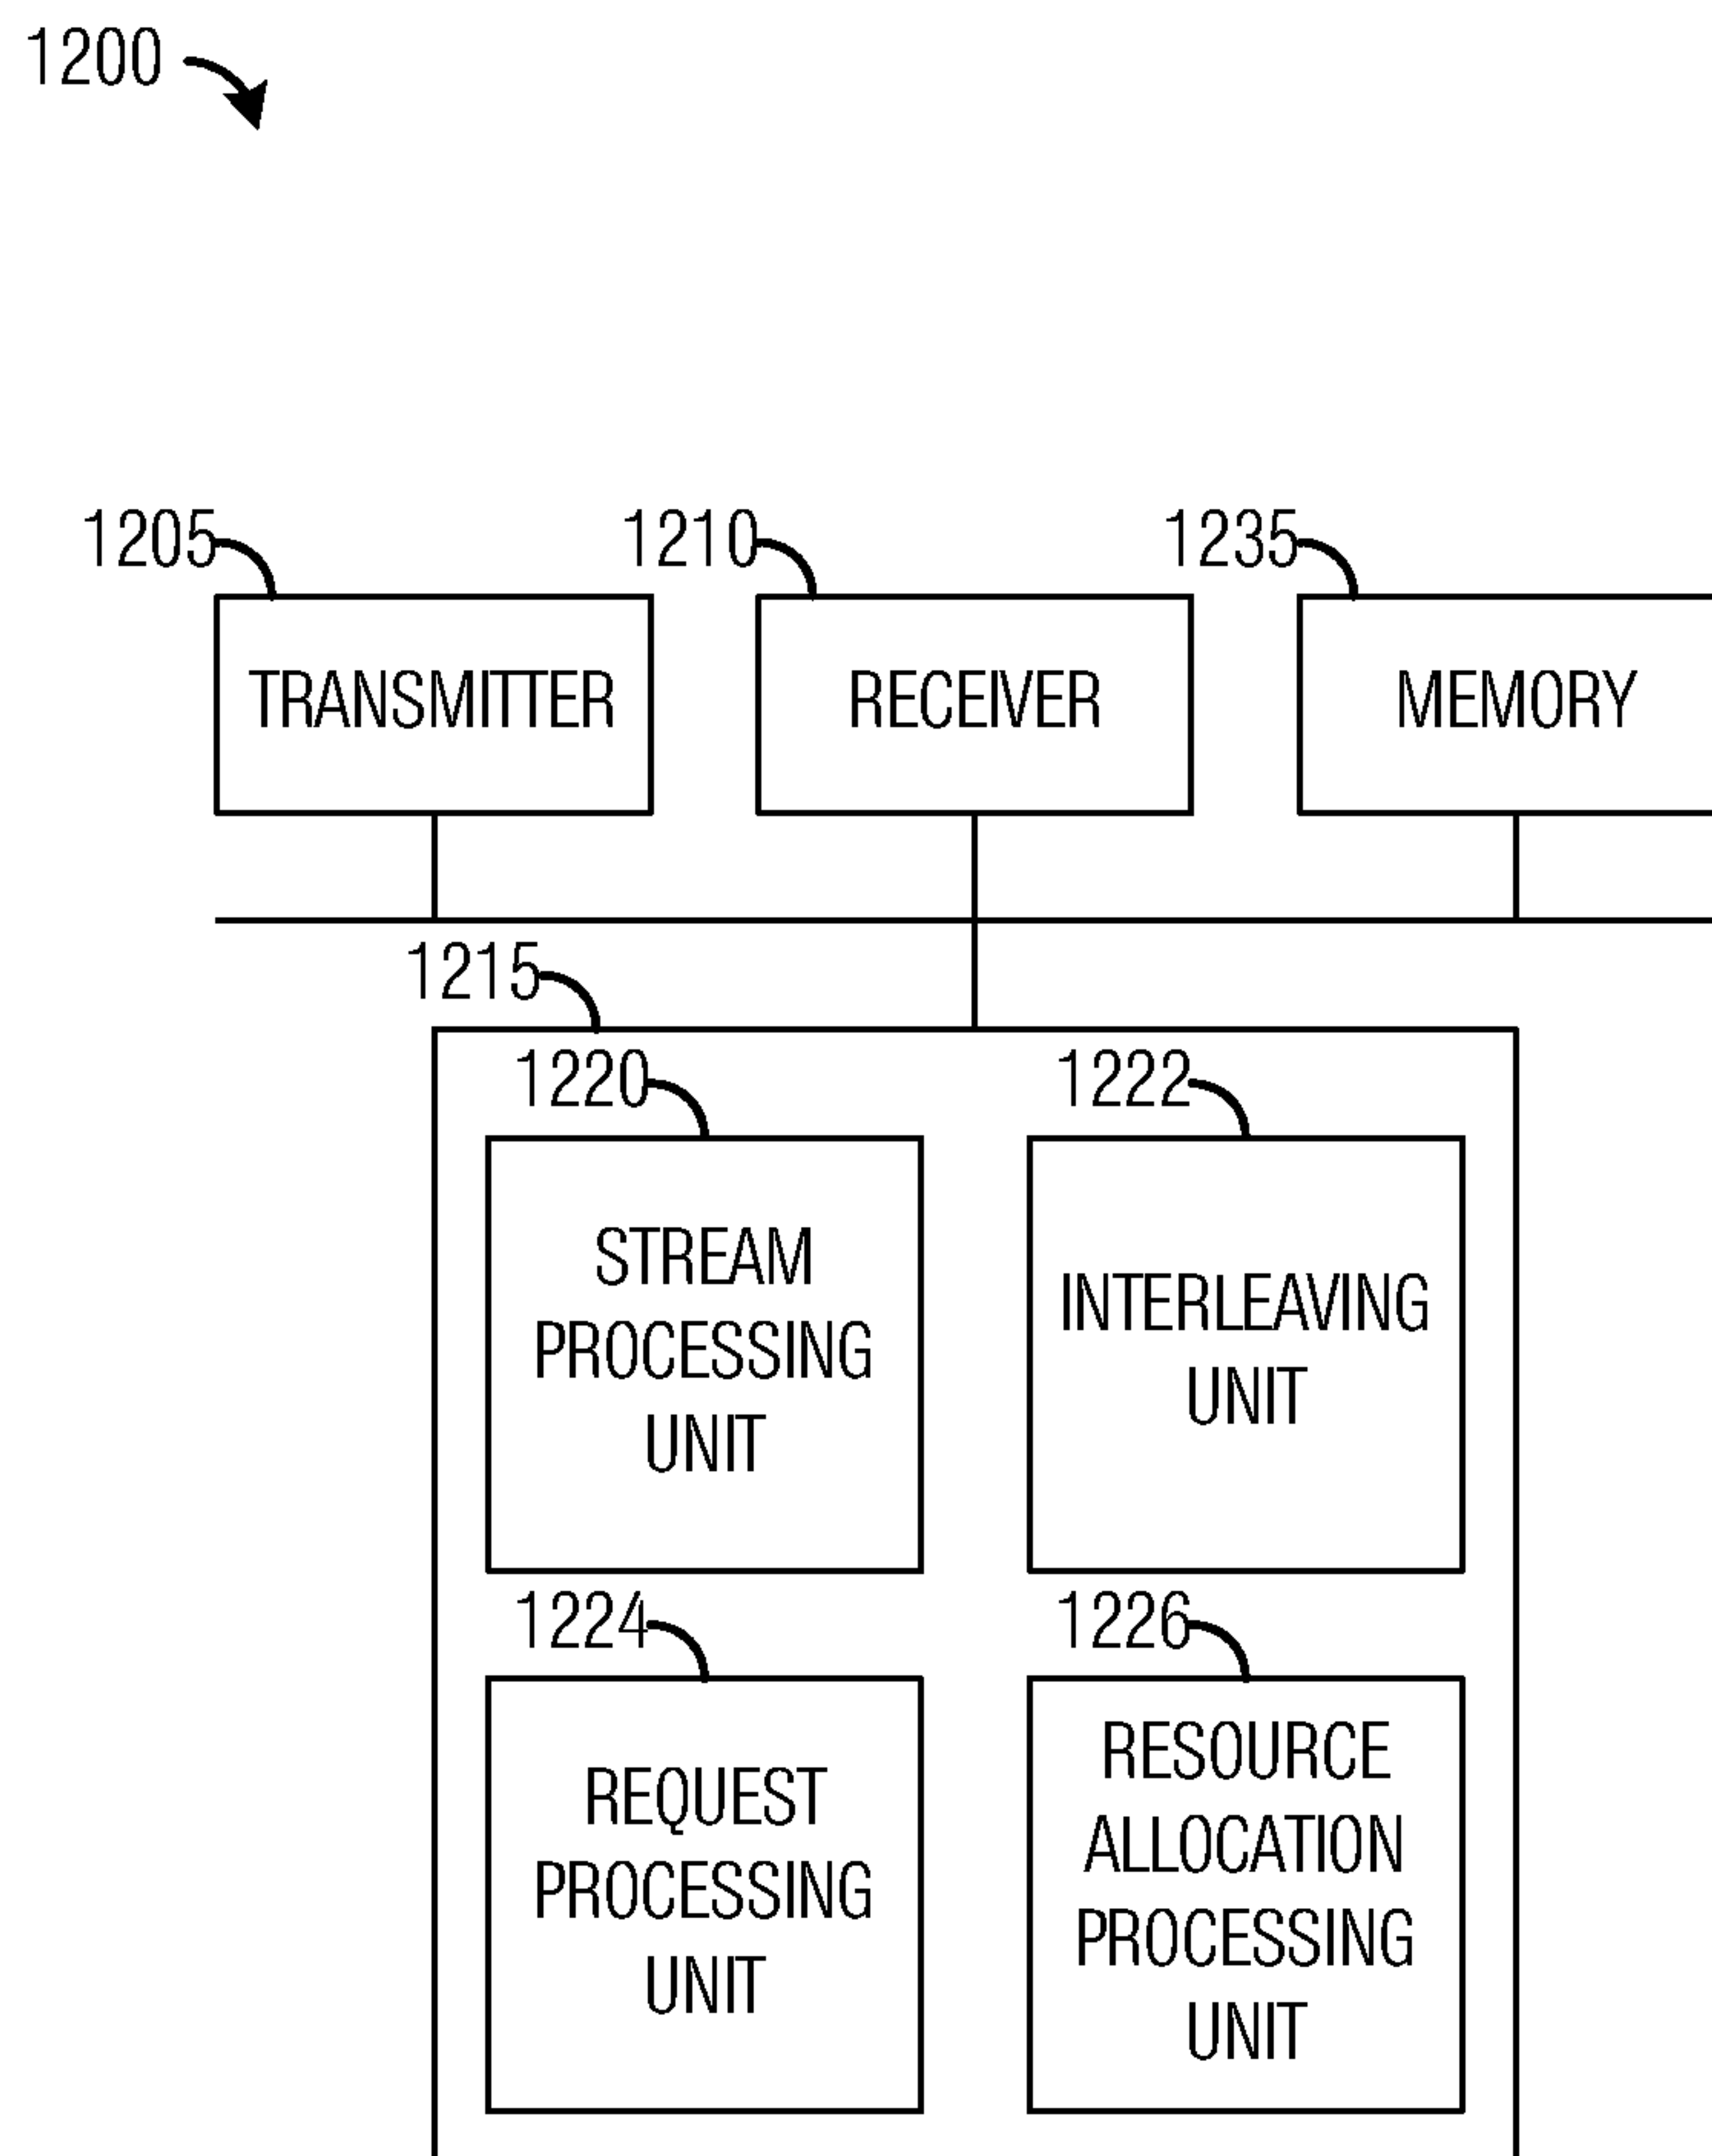 1200
1205
1210
1235
TRANSMITTER
RECEIVER
MEMORY
1215
1220
1222
STREAM
PROCESSING
UNIT
INTERLEAVING
UNIT
1224
1226
REQUEST
PROCESSING
UNIT
RESOURCE
ALLOCATION
PROCESSING
UNIT